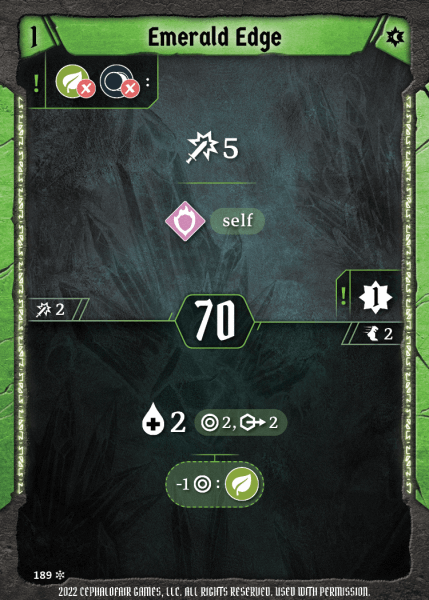 1 Emerald Edge
! :
5
self
! 1
2 70 2
2 2, 2
-1 :
189
2022 CEPHALOFAIR GAMES, LLC. ALL RIGHTS RESERVED. USED WITH PERMISSION.